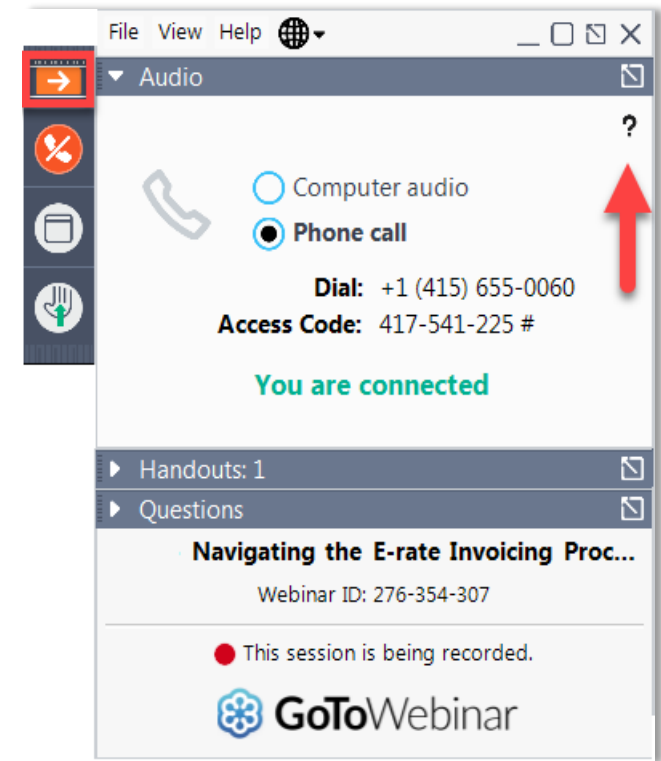 File View Help
Audio
?
Computer audio
Phone call
Dial: +1 (415) 655-0060
Access Code: 417-541-225 #
You are connected
Handouts: 1
Questions
Navigating the E-rate Invoicing Proc...
Webinar ID: 276-354-307
This session is being recorded.
GoToWebinar